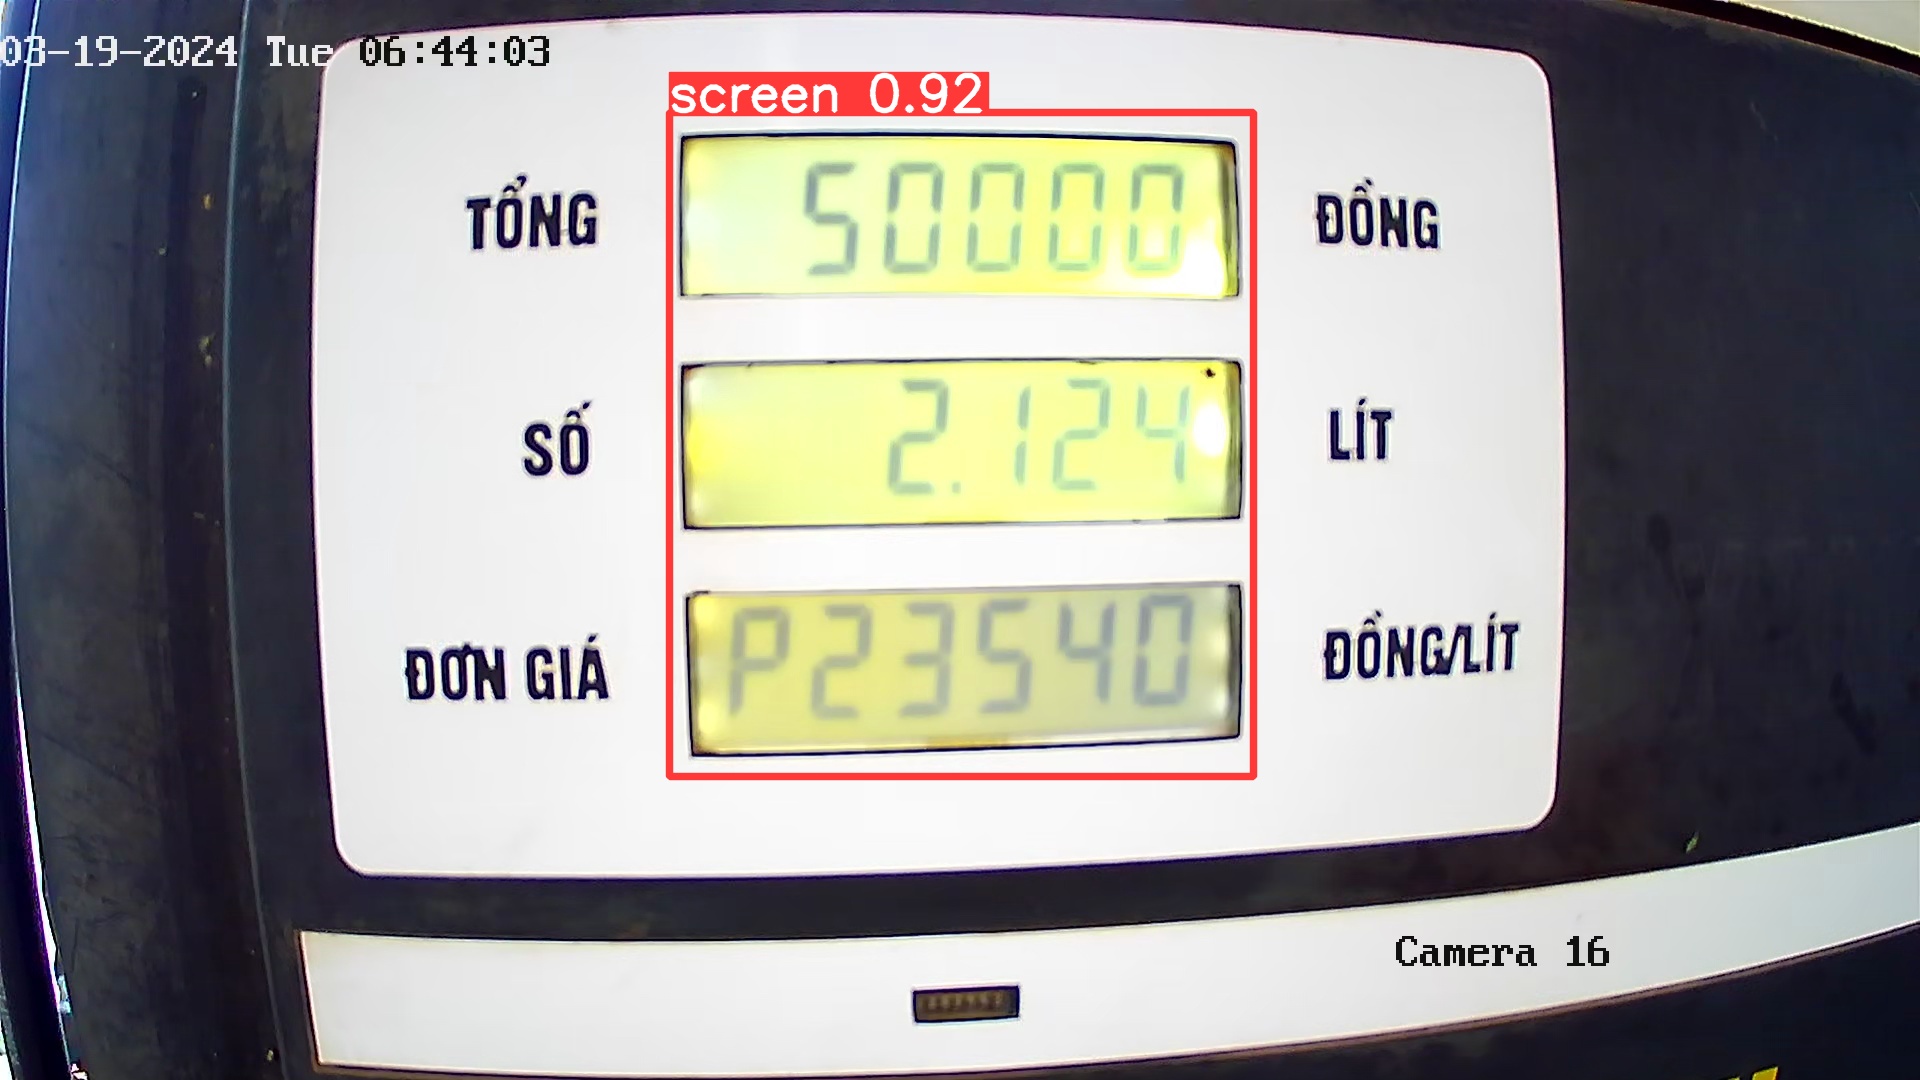 03-19-2024 Tue 06:44:03
screen 0.92
TỔNG 50000 ĐỒNG
SỐ 2.124 LÍT
ĐƠN GIÁ P23540 ĐỒNG/LÍT
Camera 16